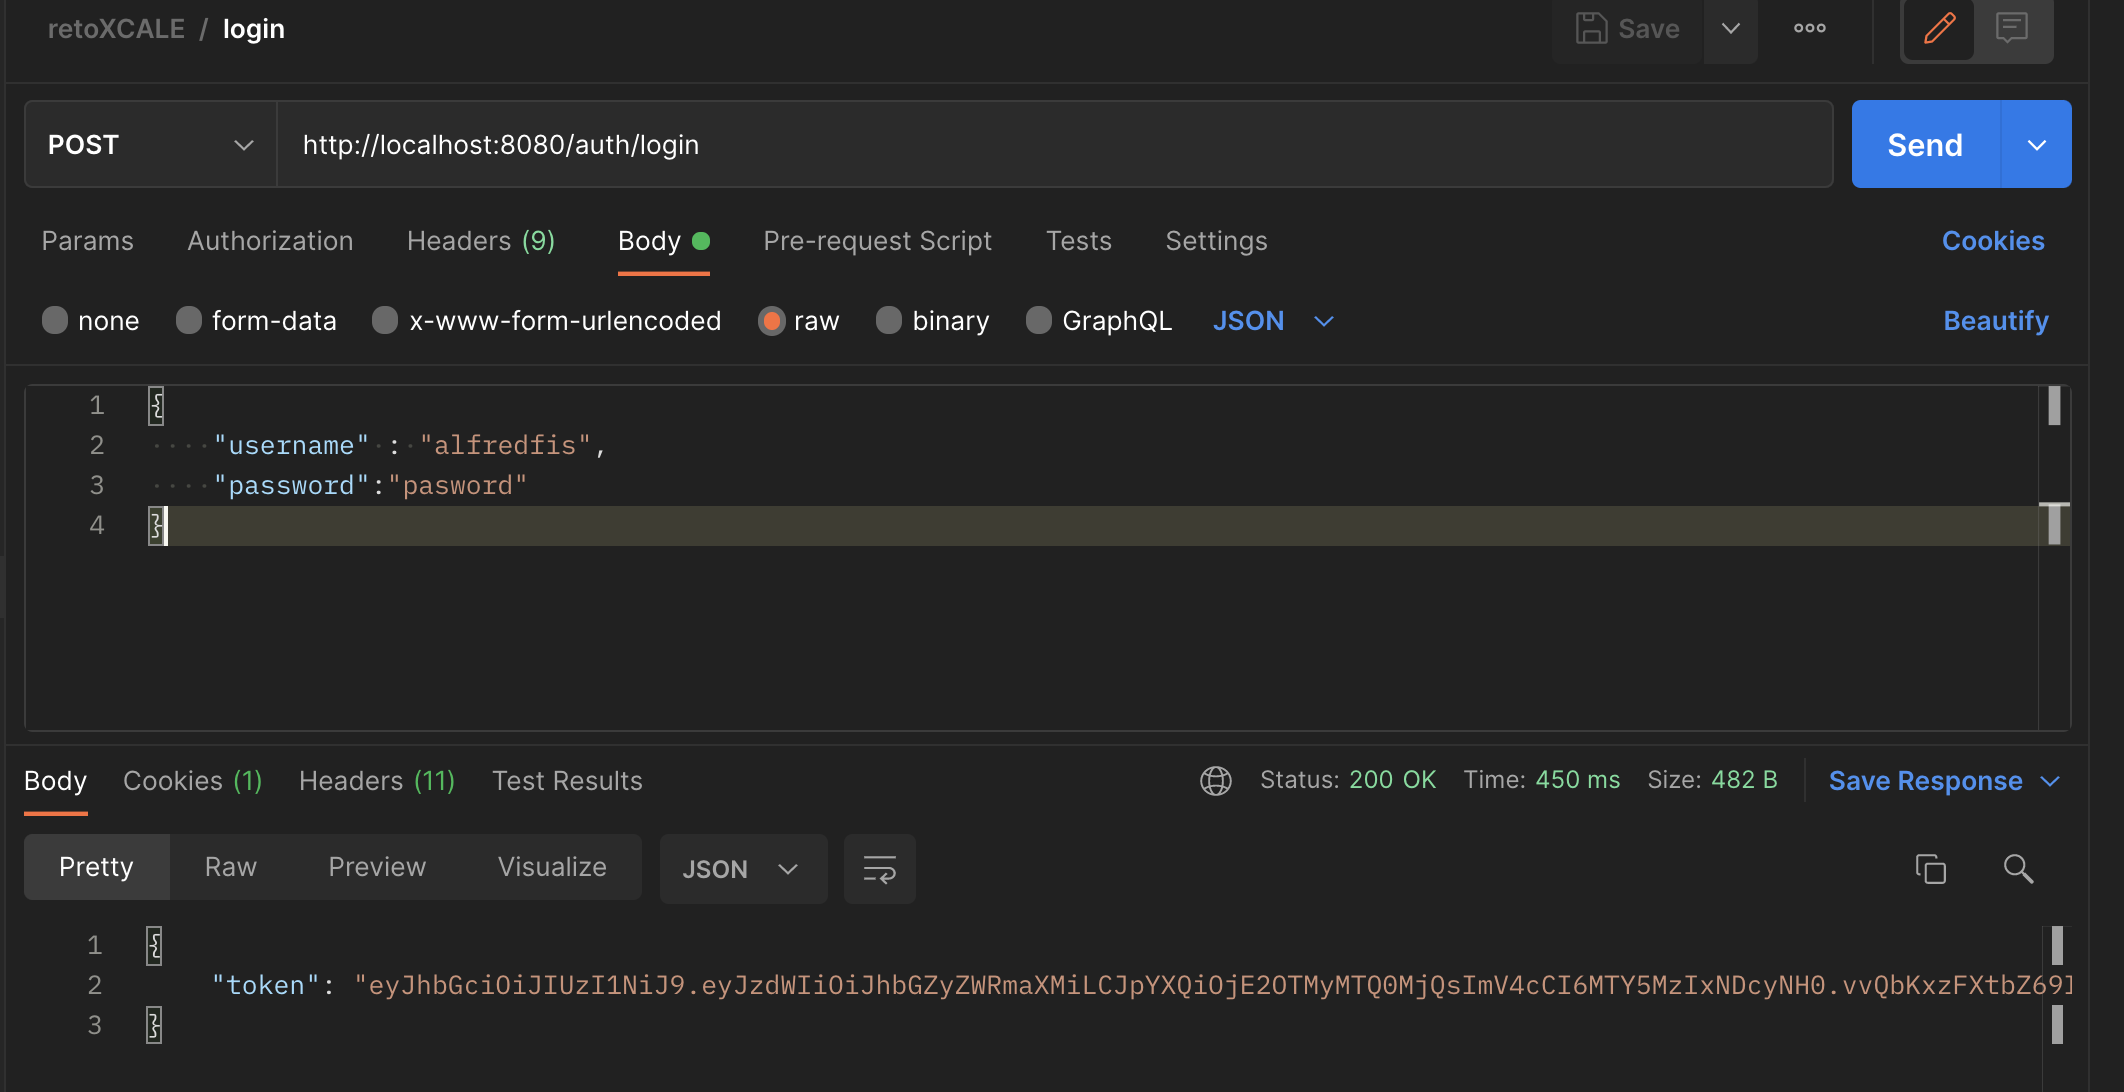 retoXCALE / login
Save
POST
http://localhost:8080/auth/login
Send
Params Authorization Headers (9) Body Pre-request Script Tests Settings Cookies
none form-data x-www-form-urlencoded raw binary GraphQL JSON Beautify
1 {
2 "username" : "alfredfis",
3 "password":"pasword"
4 }
Body Cookies (1) Headers (11) Test Results Status: 200 OK Time: 450 ms Size: 482 B Save Response
Pretty Raw Preview Visualize JSON
1 {
2 "token": "eyJhbGciOiJIUzI1NiJ9.eyJzdWIiOiJhbGZyZWRmaXMiLCJpYXQiOjE2OTMyMTQ0MjQsImV4cCI6MTY5MzIxNDcyNH0.vvQbKxzFXtbZ69I
3 }